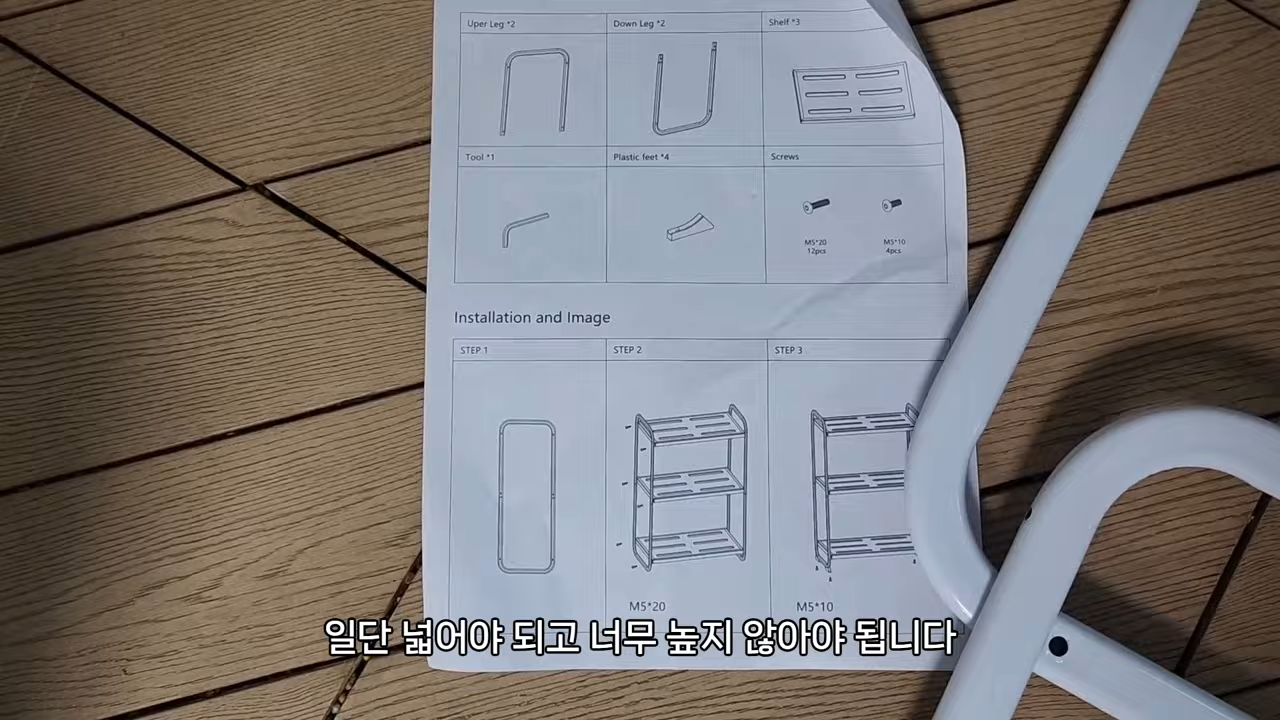 Uper Leg *2
Down Leg *2
Shelf *3
Tool *1
Plastic feet *4
Screws
M5*20
12pcs
M5*10
4pcs
Installation and Image
STEP 1
STEP 2
STEP 3
M5*20
M5*10
일단 넓어야 되고 너무 높지 않아야 됩니다